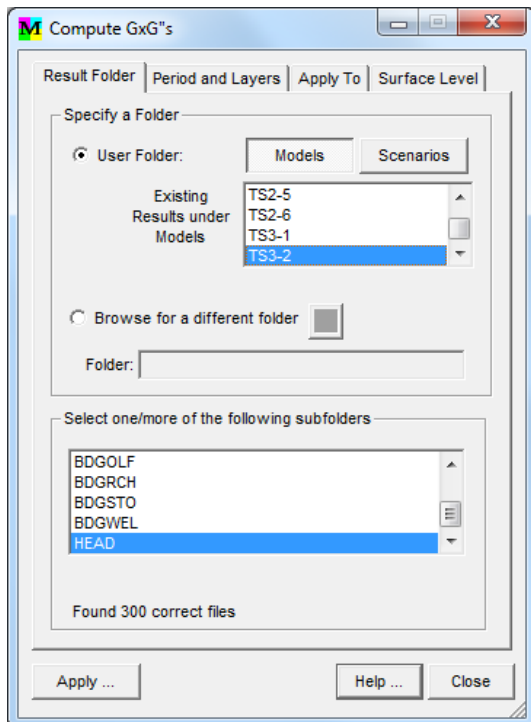 M Compute GxG"s
Result Folder Period and Layers Apply To Surface Level
Specify a Folder
User Folder: Models Scenarios
Existing
Results under
Models
TS2-5
TS2-6
TS3-1
TS3-2
Browse for a different folder
Folder:
Select one/more of the following subfolders
BDGOLF
BDGRCH
BDGSTO
BDGWEL
HEAD
Found 300 correct files
Apply ... Help ... Close